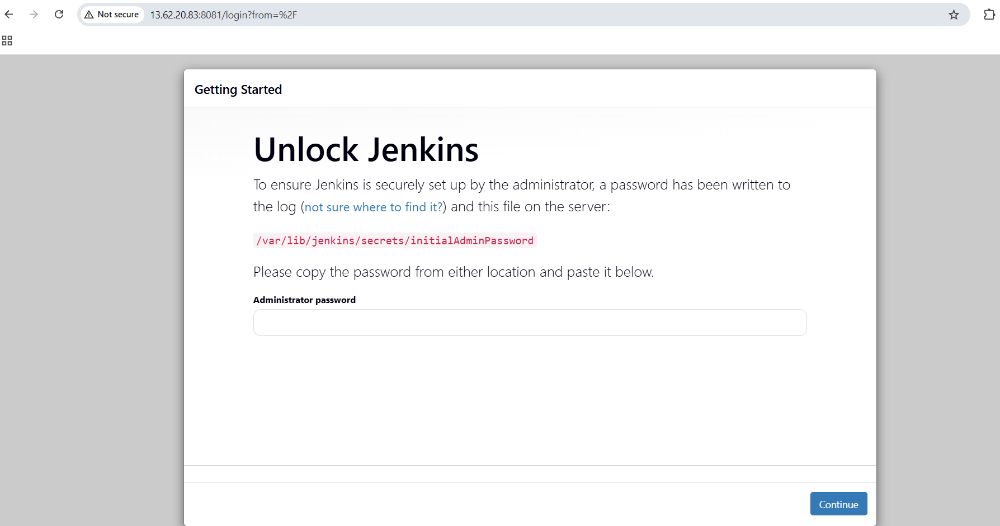 Not secure
13.62.20.83:8081/login?from=%2F
Getting Started
Unlock Jenkins
To ensure Jenkins is securely set up by the administrator, a password has been written to
the log (not sure where to find it?) and this file on the server:
/var/lib/jenkins/secrets/initialAdminPassword
Please copy the password from either location and paste it below.
Administrator password
Continue